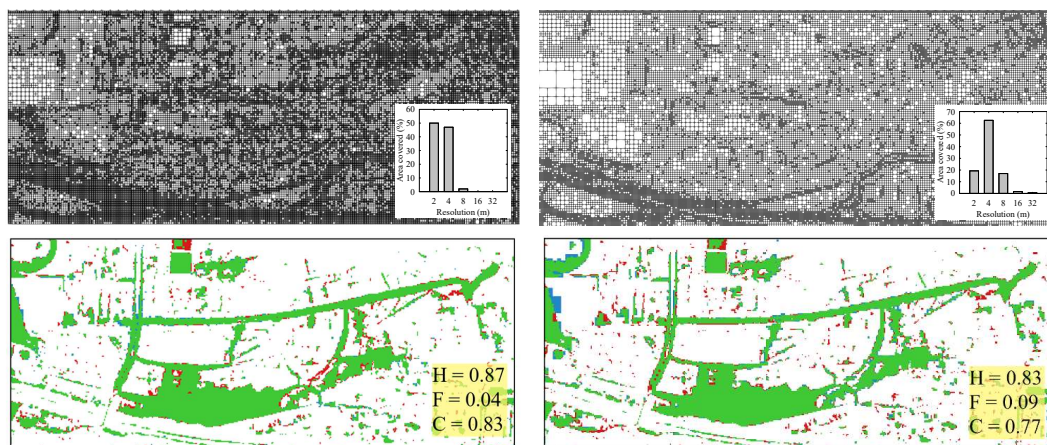 60
50
40
30
20
10
0
Area covered (%)
2 4 8 16 32
Resolution (m)
70
60
50
40
30
20
10
0
2 4 8 16 32
Resolution (m)
H = 0.87
F = 0.04
C = 0.83
H = 0.83
F = 0.09
C = 0.77